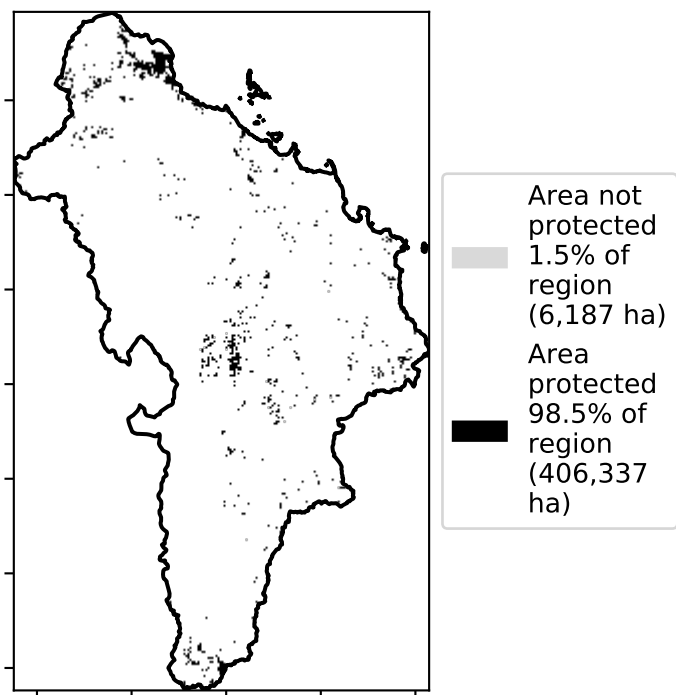 Area not
protected
1.5% of
region
(6,187 ha)
Area
protected
98.5% of
region
(406,337
ha)